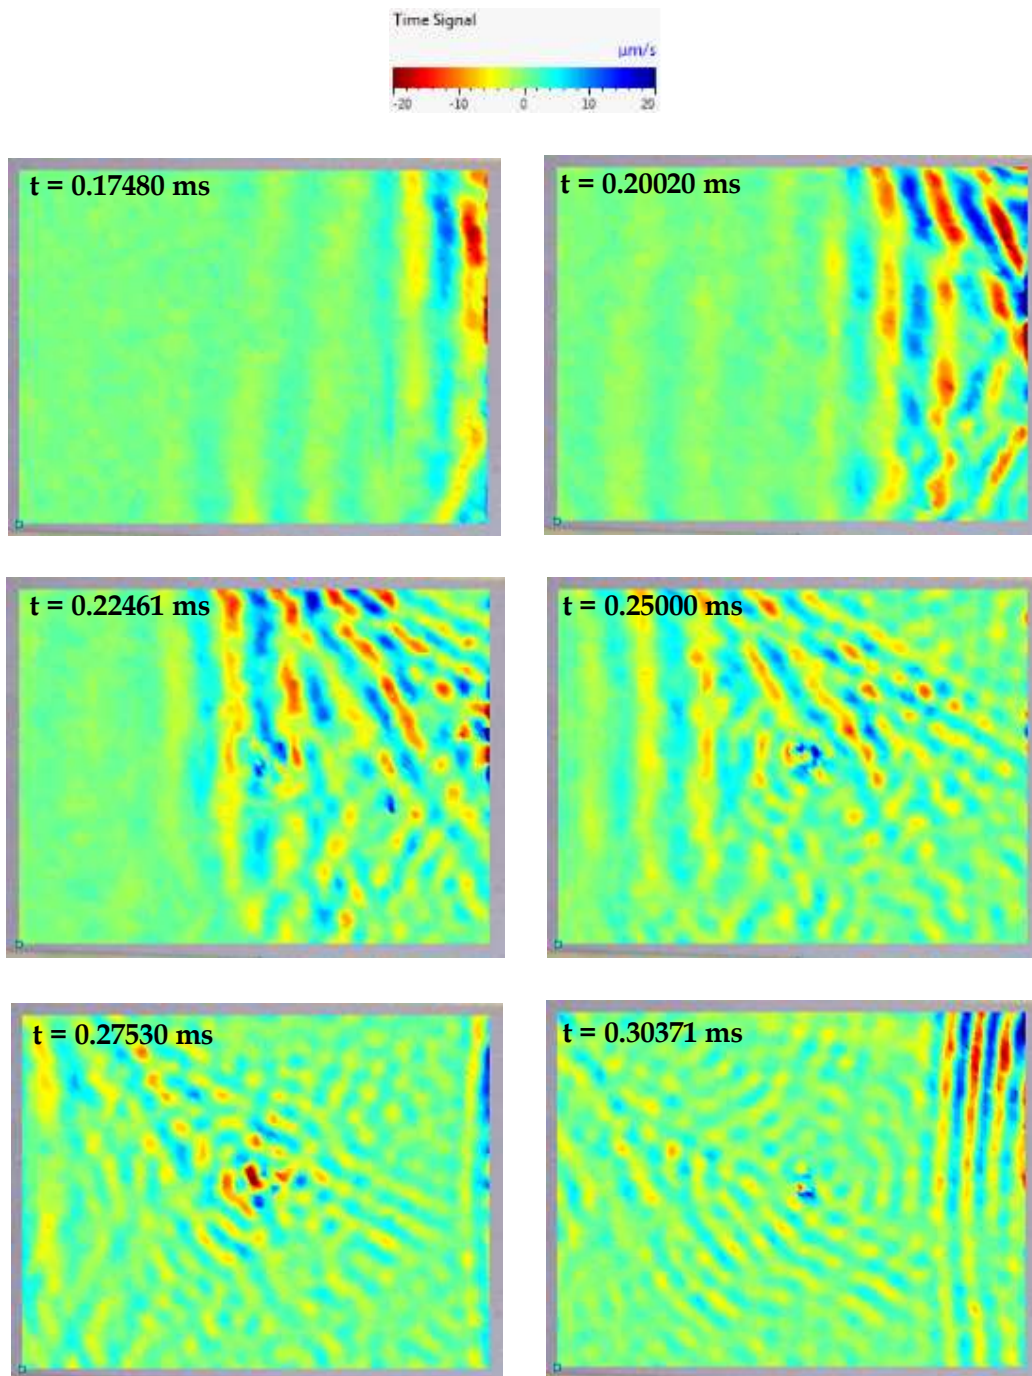 Time Signal
µm/s
-20 -10 0 10 20
t = 0.17480 ms
t = 0.20020 ms
t = 0.22461 ms
t = 0.25000 ms
t = 0.27530 ms
t = 0.30371 ms